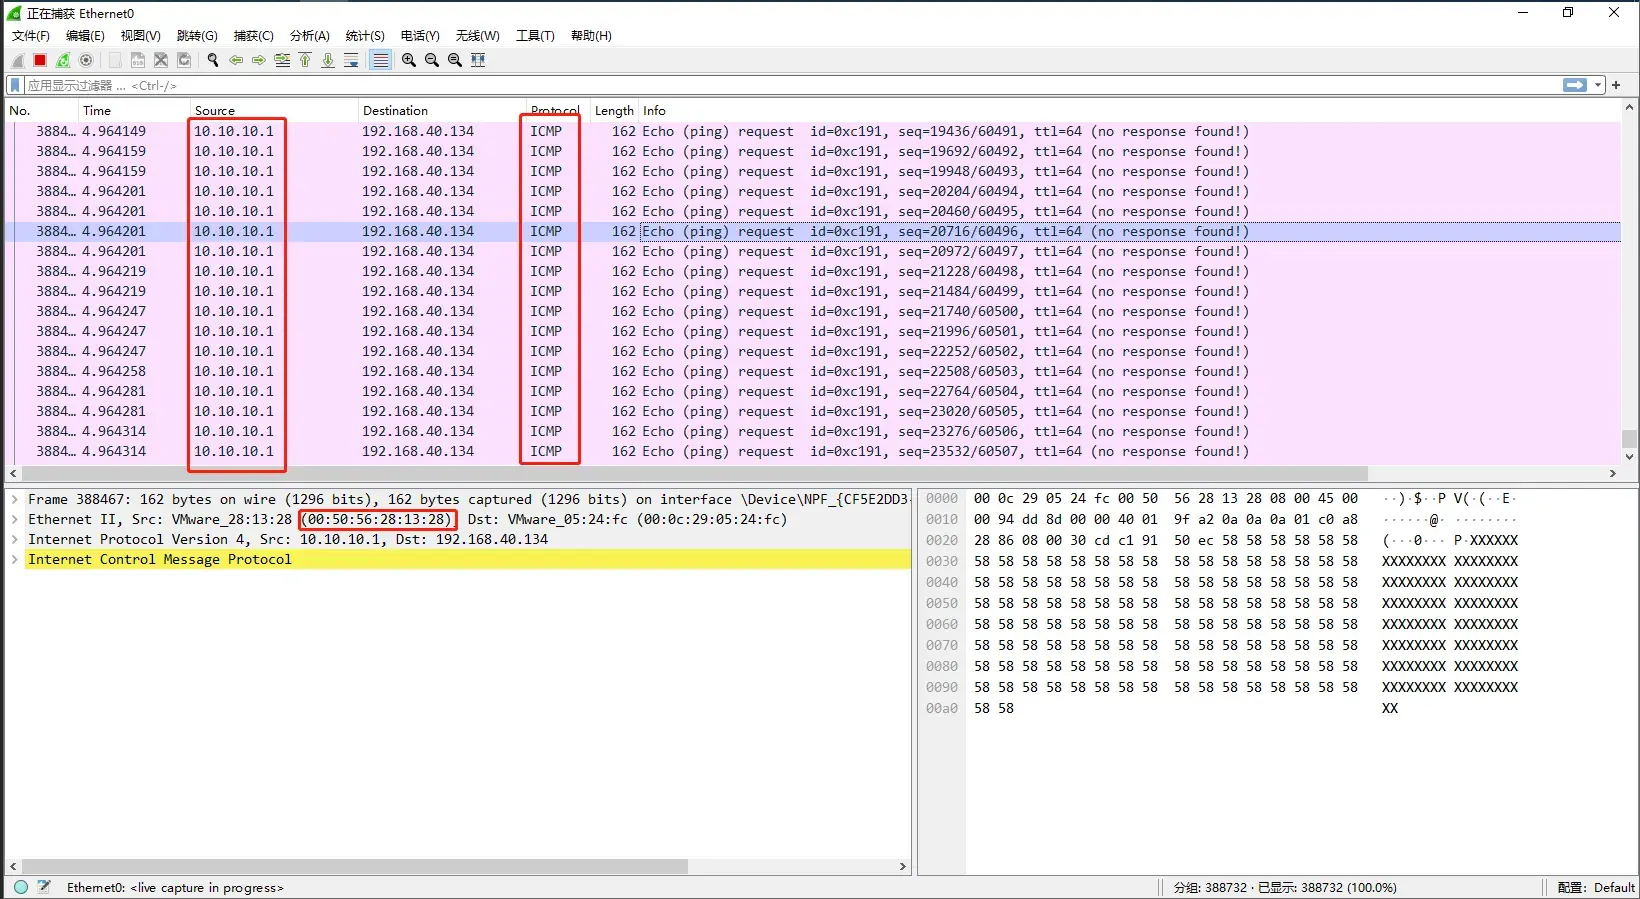 正在捕获 Ethernet0
文件(F) 编辑(E) 视图(V) 跳转(G) 捕获(C) 分析(A) 统计(S) 电话(Y) 无线(W) 工具(T) 帮助(H)
应用显示过滤器 … <Ctrl-/>
No. Time Source Destination Protocol Length Info
3884… 4.964149 10.10.10.1 192.168.40.134 ICMP 162 Echo (ping) request id=0xc191, seq=19436/60491, ttl=64 (no response found!)
3884… 4.964159 10.10.10.1 192.168.40.134 ICMP 162 Echo (ping) request id=0xc191, seq=19692/60492, ttl=64 (no response found!)
3884… 4.964159 10.10.10.1 192.168.40.134 ICMP 162 Echo (ping) request id=0xc191, seq=19948/60493, ttl=64 (no response found!)
3884… 4.964201 10.10.10.1 192.168.40.134 ICMP 162 Echo (ping) request id=0xc191, seq=20204/60494, ttl=64 (no response found!)
3884… 4.964201 10.10.10.1 192.168.40.134 ICMP 162 Echo (ping) request id=0xc191, seq=20460/60495, ttl=64 (no response found!)
3884… 4.964201 10.10.10.1 192.168.40.134 ICMP 162 Echo (ping) request id=0xc191, seq=20716/60496, ttl=64 (no response found!)
3884… 4.964201 10.10.10.1 192.168.40.134 ICMP 162 Echo (ping) request id=0xc191, seq=20972/60497, ttl=64 (no response found!)
3884… 4.964219 10.10.10.1 192.168.40.134 ICMP 162 Echo (ping) request id=0xc191, seq=21228/60498, ttl=64 (no response found!)
3884… 4.964219 10.10.10.1 192.168.40.134 ICMP 162 Echo (ping) request id=0xc191, seq=21484/60499, ttl=64 (no response found!)
3884… 4.964247 10.10.10.1 192.168.40.134 ICMP 162 Echo (ping) request id=0xc191, seq=21740/60500, ttl=64 (no response found!)
3884… 4.964247 10.10.10.1 192.168.40.134 ICMP 162 Echo (ping) request id=0xc191, seq=21996/60501, ttl=64 (no response found!)
3884… 4.964247 10.10.10.1 192.168.40.134 ICMP 162 Echo (ping) request id=0xc191, seq=22252/60502, ttl=64 (no response found!)
3884… 4.964258 10.10.10.1 192.168.40.134 ICMP 162 Echo (ping) request id=0xc191, seq=22508/60503, ttl=64 (no response found!)
3884… 4.964281 10.10.10.1 192.168.40.134 ICMP 162 Echo (ping) request id=0xc191, seq=22764/60504, ttl=64 (no response found!)
3884… 4.964281 10.10.10.1 192.168.40.134 ICMP 162 Echo (ping) request id=0xc191, seq=23020/60505, ttl=64 (no response found!)
3884… 4.964314 10.10.10.1 192.168.40.134 ICMP 162 Echo (ping) request id=0xc191, seq=23276/60506, ttl=64 (no response found!)
3884… 4.964314 10.10.10.1 192.168.40.134 ICMP 162 Echo (ping) request id=0xc191, seq=23532/60507, ttl=64 (no response found!)
Frame 388467: 162 bytes on wire (1296 bits), 162 bytes captured (1296 bits) on interface \Device\NPF_{CF5E2DD3-
Ethernet II, Src: VMware_28:13:28 (00:50:56:28:13:28), Dst: VMware_05:24:fc (00:0c:29:05:24:fc)
Internet Protocol Version 4, Src: 10.10.10.1, Dst: 192.168.40.134
Internet Control Message Protocol
0000 00 0c 29 05 24 fc 00 50 56 28 13 28 08 00 45 00 ··)·$··P V(·(··E·
0010 00 94 dd 8d 00 00 40 01 9f a2 0a 0a 0a 01 c0 a8 ······@· ········
0020 28 86 08 00 30 cd c1 91 50 ec 58 58 58 58 58 58 (···0··· P·XXXXXX
0030 58 58 58 58 58 58 58 58 58 58 58 58 58 58 58 58 XXXXXXXX XXXXXXXX
0040 58 58 58 58 58 58 58 58 58 58 58 58 58 58 58 58 XXXXXXXX XXXXXXXX
0050 58 58 58 58 58 58 58 58 58 58 58 58 58 58 58 58 XXXXXXXX XXXXXXXX
0060 58 58 58 58 58 58 58 58 58 58 58 58 58 58 58 58 XXXXXXXX XXXXXXXX
0070 58 58 58 58 58 58 58 58 58 58 58 58 58 58 58 58 XXXXXXXX XXXXXXXX
0080 58 58 58 58 58 58 58 58 58 58 58 58 58 58 58 58 XXXXXXXX XXXXXXXX
0090 58 58 58 58 58 58 58 58 58 58 58 58 58 58 58 58 XXXXXXXX XXXXXXXX
00a0 58 58 XX
Ethernet0: <live capture in progress> 分组: 388732 · 已显示: 388732 (100.0%) 配置: Default